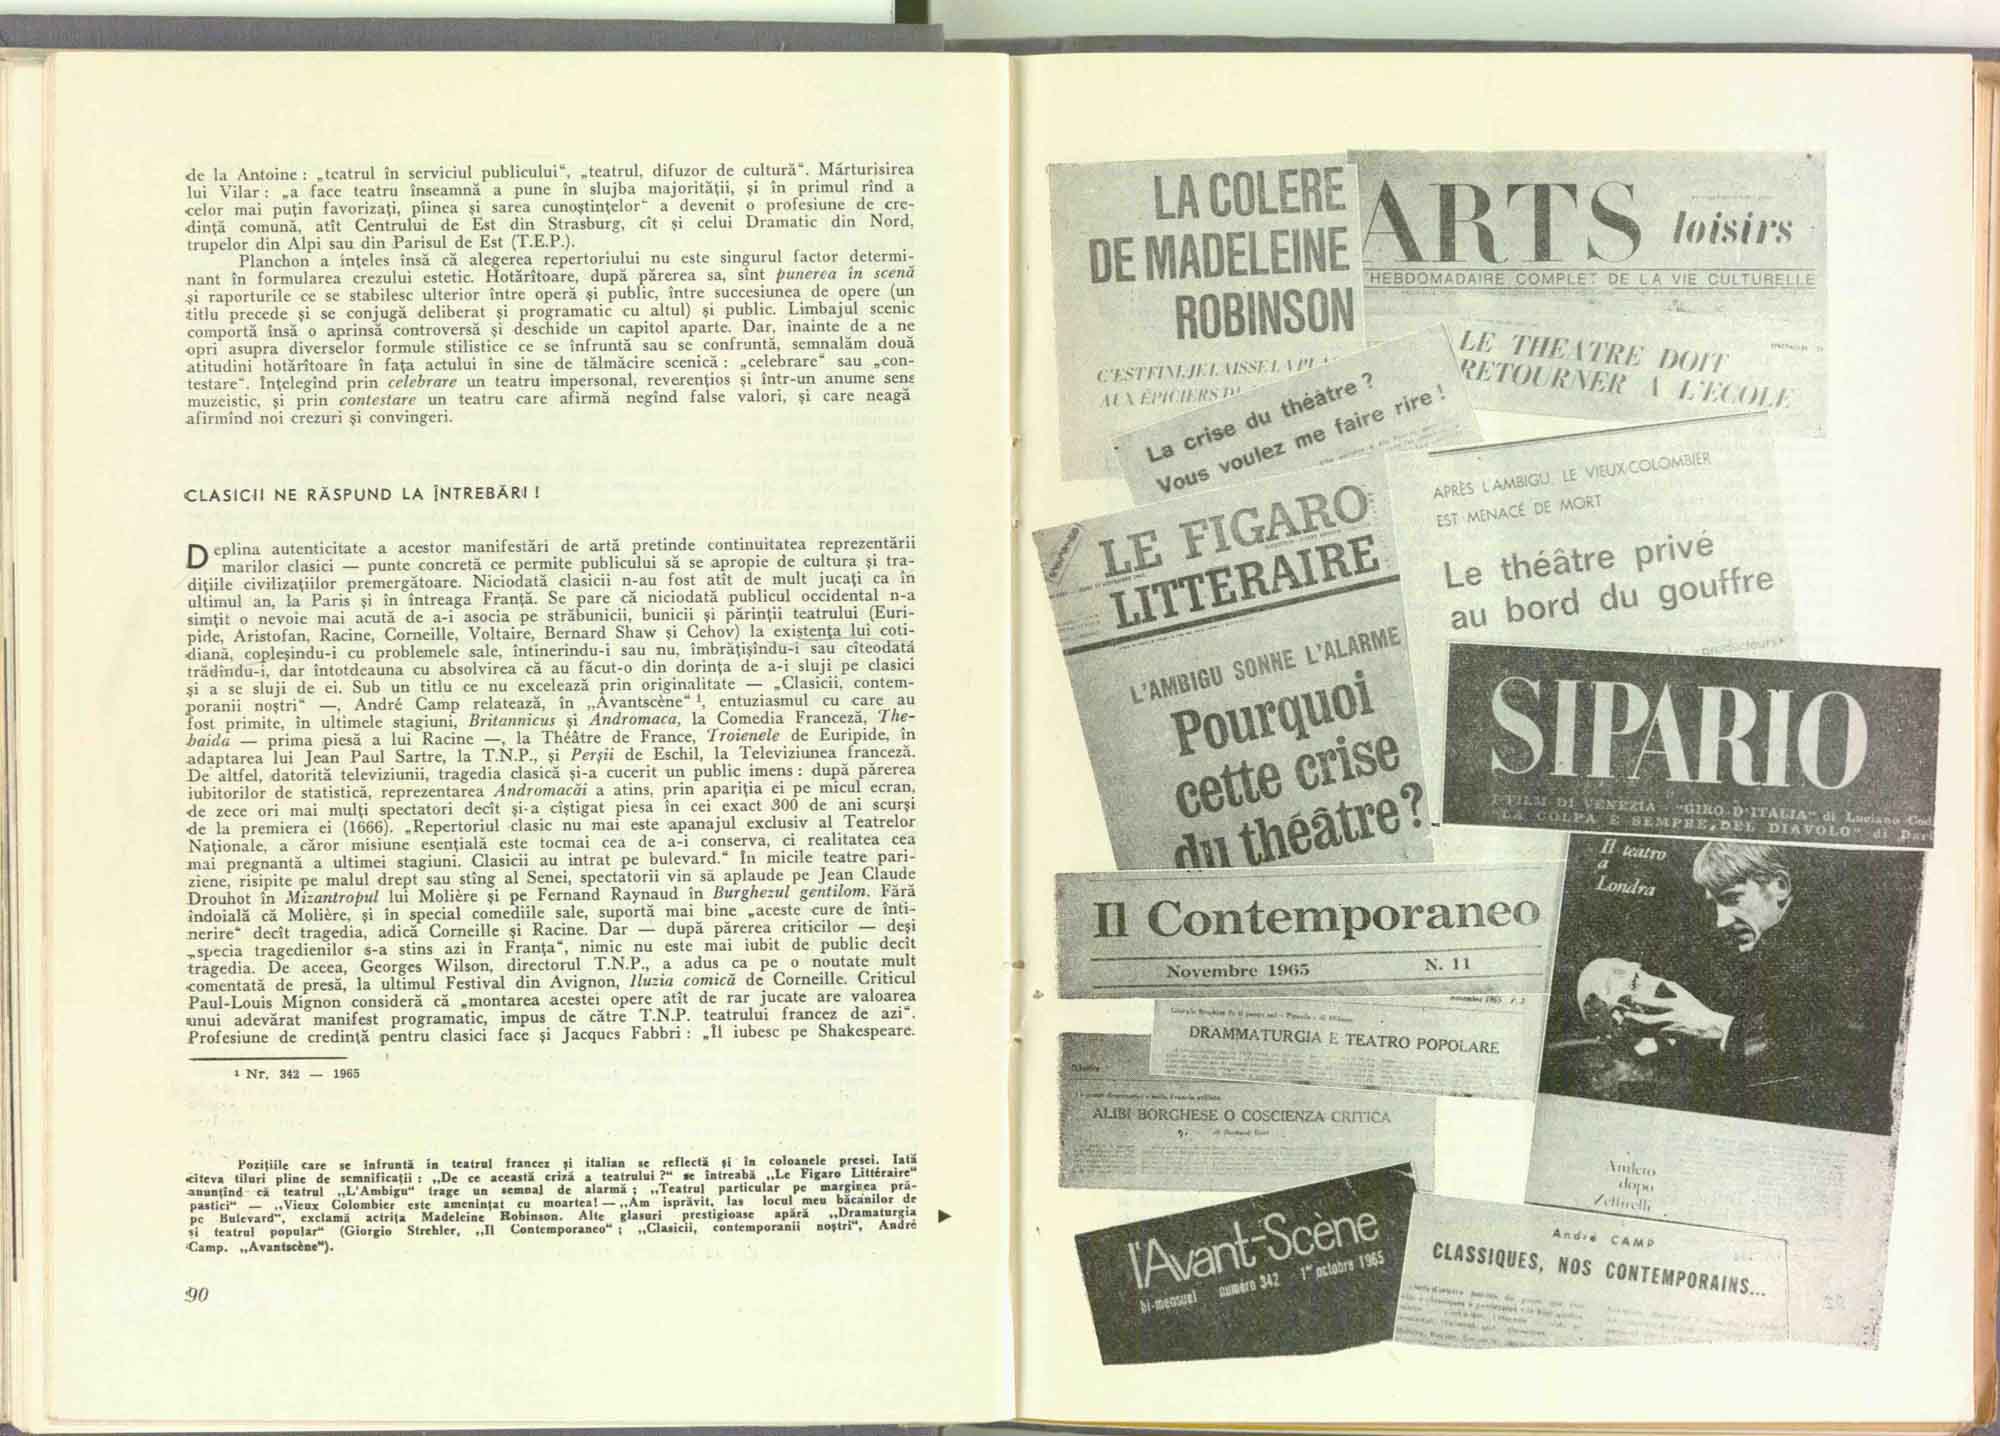 de la Antoine : „teatrul în serviciul publicului“, „teatrul, difuzor de cultură“. Mărturisirea
lui Vilar : „a face teatru înseamnă a pune în slujba majorității, și în primul rînd a
celor mai puțin favorizați, pîinea și sarea cunoștințelor“ a devenit o profesiune de cre-
dință comună, atît Centrului de Est din Strasburg, cît și celui Dramatic din Nord,
trupelor din Alpi sau din Parisul de Est (T.E.P.).
Planchon a înțeles însă că alegerea repertoriului nu este singurul factor determi-
nant în formularea crezului estetic. Hotărîtoare, după părerea sa, sînt punerea în scenă
și raporturile ce se stabilesc ulterior între operă și public, între succesiunea de opere (un
titlu precede și se conjugă deliberat și programatic cu altul) și public. Limbajul scenic
comportă însă o aprinsă controversă și deschide un capitol aparte. Dar, înainte de a ne
opri asupra diverselor formule stilistice ce se înfruntă sau se confruntă, semnalăm două
atitudini hotărîtoare în fața actului în sine de tălmăcire scenică : „celebrare“ sau „con-
testare“. Înțelegînd prin celebrare un teatru impersonal, reverențios și într-un anume sens
muzeistic, și prin contestare un teatru care afirmă negînd false valori, și care neagă
afirmînd noi crezuri și convingeri.
CLASICII NE RĂSPUND LA ÎNTREBĂRI !
Deplina autenticitate a acestor manifestări de artă pretinde continuitatea reprezentării
marilor clasici — punte concretă ce permite publicului să se apropie de cultura și tra-
dițiile civilizațiilor premergătoare. Niciodată clasicii n-au fost atît de mult jucați ca în
ultimul an, la Paris și în întreaga Franță. Se pare că niciodată publicul occidental n-a
simțit o nevoie mai acută de a-i asocia pe străbunicii, bunicii și părinții teatrului (Euri-
pide, Aristofan, Racine, Corneille, Voltaire, Bernard Shaw și Cehov) la existența lui coti-
diană, copleșindu-i cu problemele sale, întinerindu-i sau nu, îmbrățișîndu-i sau cîteodată
trădîndu-i, dar întotdeauna cu absolvirea că au făcut-o din dorința de a-i sluji pe clasici
și a se sluji de ei. Sub un titlu ce nu excelează prin originalitate — „Clasicii, contem-
poranii noștri“ —, André Camp relatează, în „Avantscène“ ¹, entuziasmul cu care au
fost primite, în ultimele stagiuni, Britannicus și Andromaca, la Comedia Franceză, The-
baida — prima piesă a lui Racine —, la Théâtre de France, Troienele de Euripide, în
adaptarea lui Jean Paul Sartre, la T.N.P., și Perșii de Eschil, la Televiziunea franceză.
De altfel, datorită televiziunii, tragedia clasică și-a cucerit un public imens : după părerea
iubitorilor de statistică, reprezentarea Andromacăi a atins, prin apariția ei pe micul ecran,
de zece ori mai mulți spectatori decît și-a cîștigat piesa în cei exact 300 de ani scurși
de la premiera ei (1666). „Repertoriul clasic nu mai este apanajul exclusiv al Teatrelor
Naționale, a căror misiune esențială este tocmai cea de a-i conserva, ci realitatea cea
mai pregnantă a ultimei stagiuni. Clasicii au intrat pe bulevard.“ În micile teatre pari-
ziene, risipite pe malul drept sau stîng al Senei, spectatorii vin să aplaude pe Jean Claude
Drouhot în Mizantropul lui Molière și pe Fernand Raynaud în Burghezul gentilom. Fără
îndoială că Molière, și în special comediile sale, suportă mai bine „aceste cure de înti-
nerire“ decît tragedia, adică Corneille și Racine. Dar — după părerea criticilor — deși
„specia tragedienilor s-a stins azi în Franța“, nimic nu este mai iubit de public decît
tragedia. De aceea, Georges Wilson, directorul T.N.P., a adus ca pe o noutate mult
comentată de presă, la ultimul Festival din Avignon, Iluzia comică de Corneille. Criticul
Paul-Louis Mignon consideră că „montarea acestei opere atît de rar jucate are valoarea
unui adevărat manifest programatic, impus de către T.N.P. teatrului francez de azi“.
Profesiune de credință pentru clasici face și Jacques Fabbri : „Îl iubesc pe Shakespeare.
¹ Nr. 342 — 1965
Pozițiile care se înfruntă în teatrul francez și italian se reflectă și în coloanele presei. Iată
cîteva tiluri pline de semnificații : „De ce această criză a teatrului ?“ se întreabă „Le Figaro Littéraire“
anunțînd că teatrul „L'Ambigu“ trage un semnal de alarmă ; „Teatrul particular pe marginea pră-
pastiei“ — „Vieux Colombier este amenințat cu moartea! — „Am isprăvit, las locul meu băcanilor de
pe Bulevard“, exclamă actrița Madeleine Robinson. Alte glasuri prestigioase apără „Dramaturgia
și teatrul popular“ (Giorgio Strehler, „Il Contemporaneo“ ; „Clasicii, contemporanii noștri“, André
Camp. „Avantscène“).
90
LA COLERE
DE MADELEINE
ROBINSON
C'EST FINI, JE LAISSE LA
AUX ÉPICIERS
ARTS
loisirs
HEBDOMADAIRE COMPLET DE LA VIE CULTURELLE
LE THEATRE DOIT
RETOURNER A L'ECOLE
La crise du théâtre ?
Vous voulez me faire rire !
APRÈS L'AMBIGU, LE VIEUX-COLOMBIER
EST MENACÉ DE MORT
Le théâtre privé
au bord du gouffre
LE FIGARO
LITTERAIRE
L'AMBIGU SONNE L'ALARME
Pourquoi
cette crise
du théâtre?
SIPARIO
I FILM DI VENEZIA - "GIRO D'ITALIA" di Luciano Cod
"LA COLPA È SEMPRE DEL DIAVOLO" di Dari
Il teatro
a
Londra
Il Contemporaneo
Novembre 1965 N. 11
DRAMMATURGIA E TEATRO POPOLARE
ALIBI BORGHESE O COSCIENZA CRITICA
Amleto
dopo
Zeffirelli
l'Avant-Scène
bi-mensuel numéro 342 1er octobre 1965
André CAMP
CLASSIQUES, NOS CONTEMPORAINS...